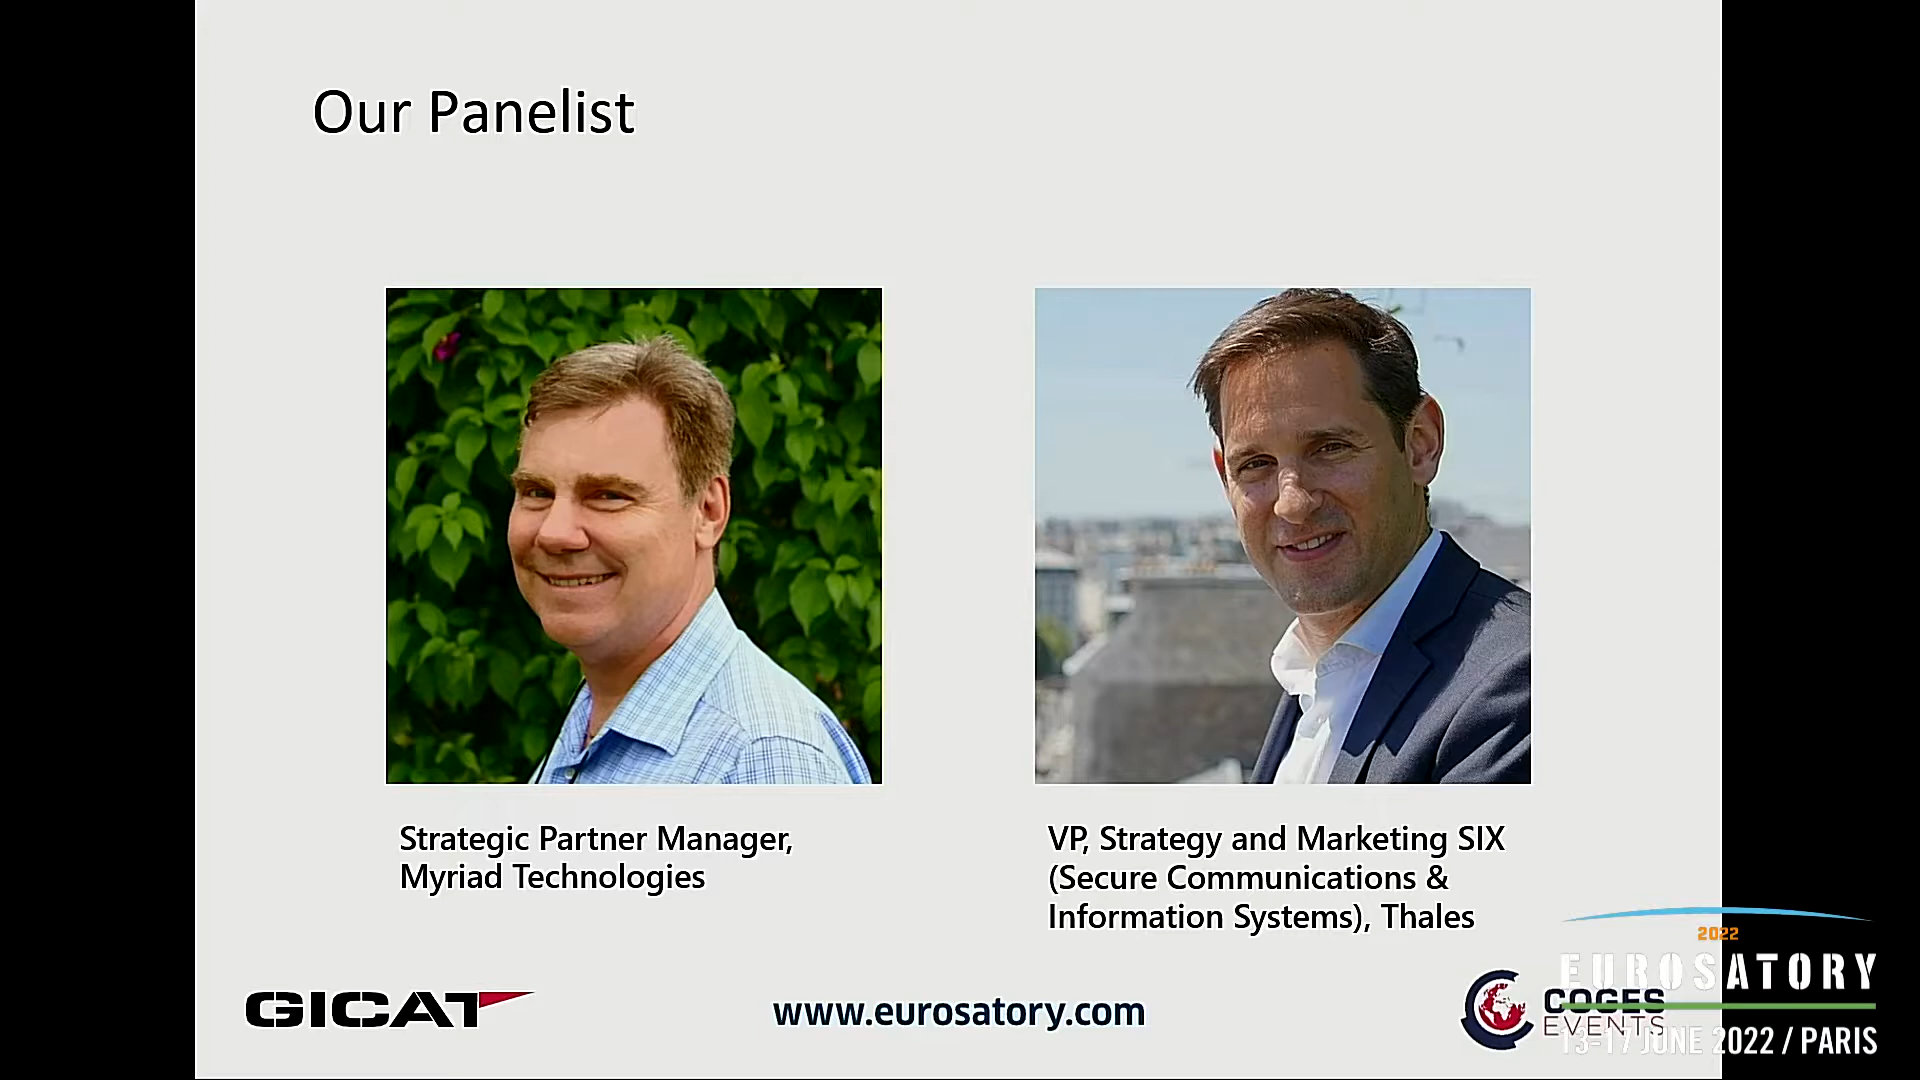 Our Panelist
Strategic Partner Manager,
Myriad Technologies
VP, Strategy and Marketing SIX
(Secure Communications &
Information Systems), Thales
GICAT
www.eurosatory.com
COGES
EVENTS
2022
EUROSATORY
13-17 JUNE 2022 / PARIS